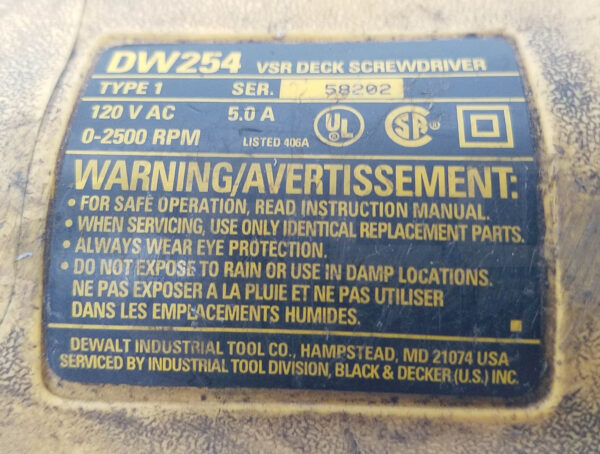 DW254 VSR DECK SCREWDRIVER
TYPE 1 SER. 58202
120 V AC 5.0 A
0-2500 RPM LISTED 406A UL SA
WARNING/AVERTISSEMENT:
• FOR SAFE OPERATION, READ INSTRUCTION MANUAL.
• WHEN SERVICING, USE ONLY IDENTICAL REPLACEMENT PARTS.
• ALWAYS WEAR EYE PROTECTION.
• DO NOT EXPOSE TO RAIN OR USE IN DAMP LOCATIONS.
NE PAS EXPOSER A LA PLUIE ET NE PAS UTILISER
DANS LES EMPLACEMENTS HUMIDES.
DEWALT INDUSTRIAL TOOL CO., HAMPSTEAD, MD 21074 USA
SERVICED BY INDUSTRIAL TOOL DIVISION, BLACK & DECKER (U.S.) INC.